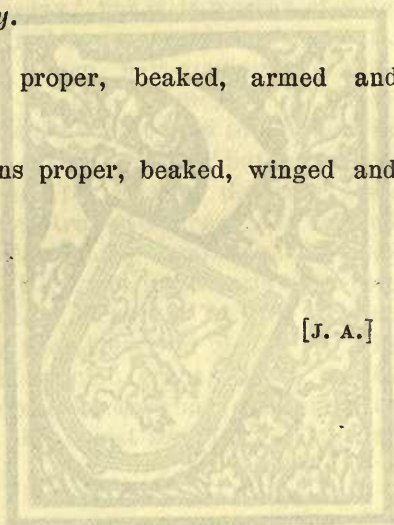 y.
proper, beaked, armed and
ns proper, beaked, winged and
[J. A.]